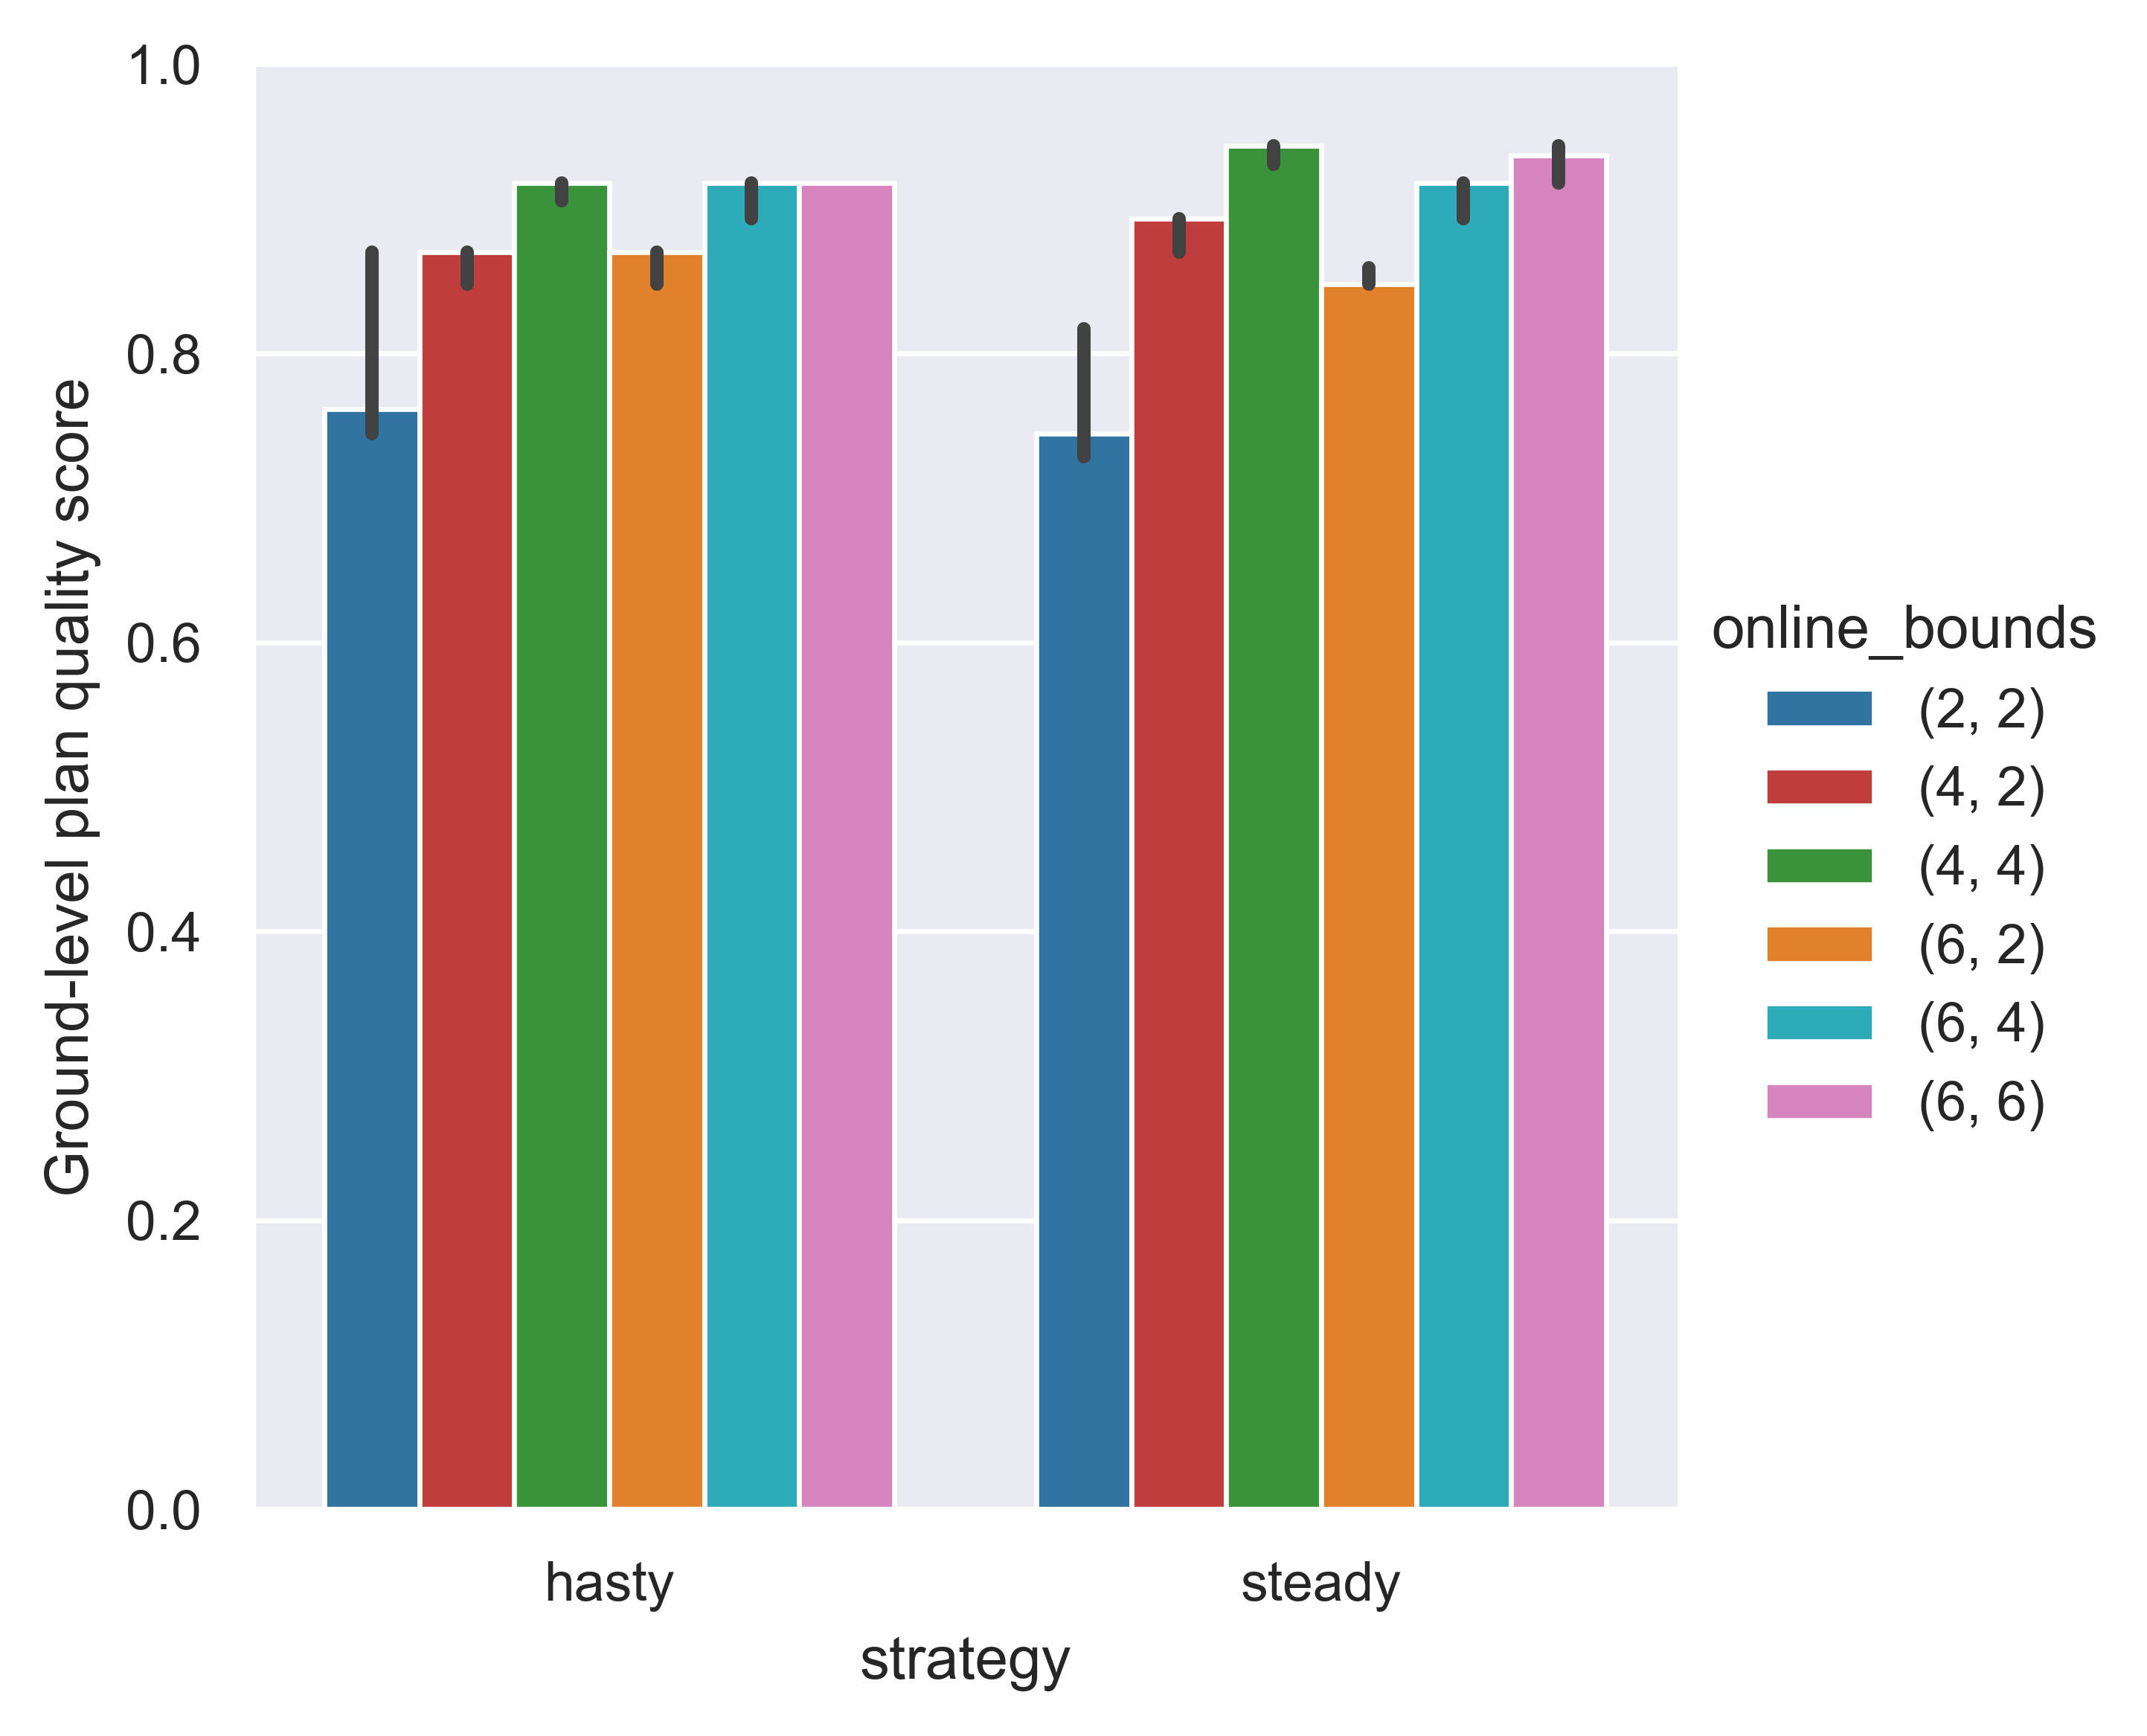 Ground-level plan quality score
1.0
0.8
0.6
0.4
0.2
0.0
hasty
steady
strategy
online_bounds
(2, 2)
(4, 2)
(4, 4)
(6, 2)
(6, 4)
(6, 6)